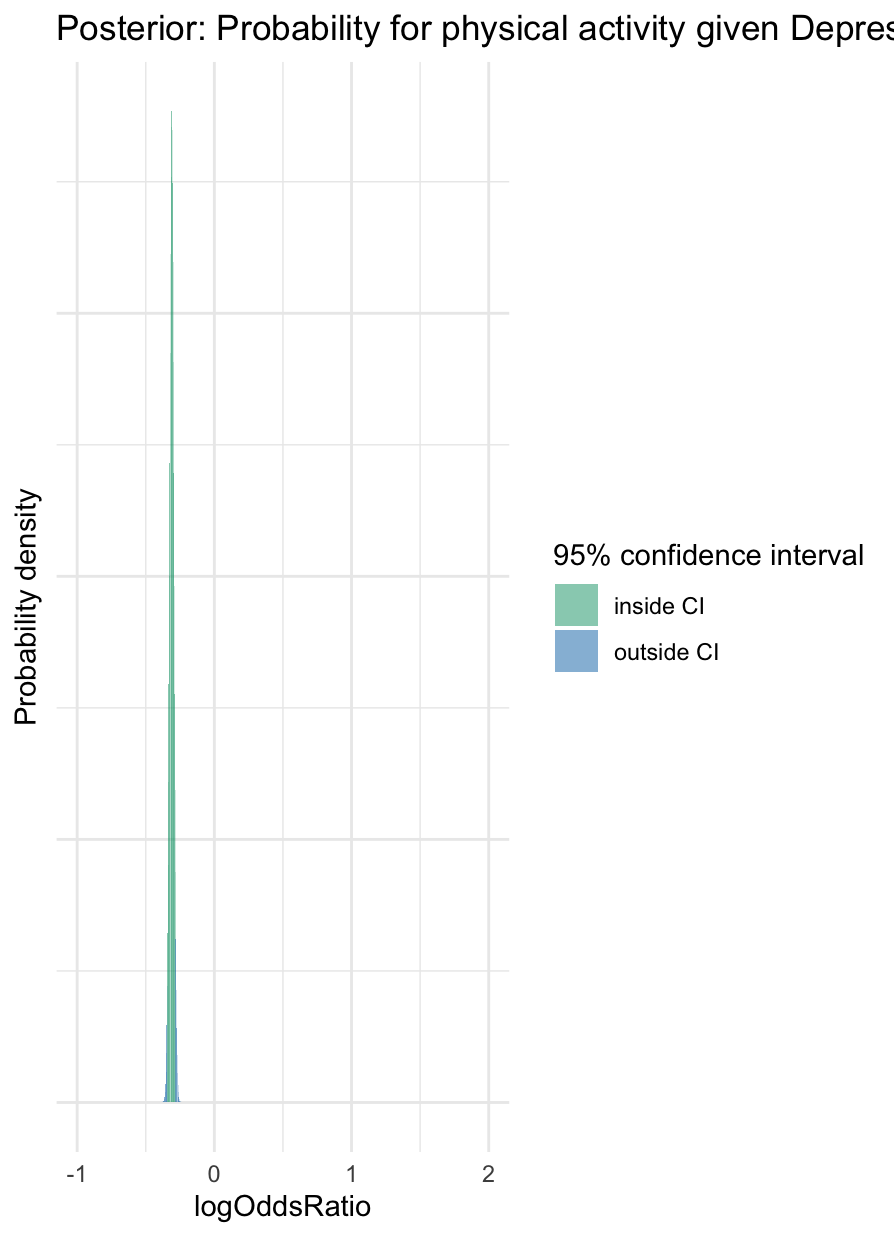 Posterior: Probability for physical activity given Depres
Probability density
95% confidence interval
inside CI
outside CI
-1 0 1 2
logOddsRatio